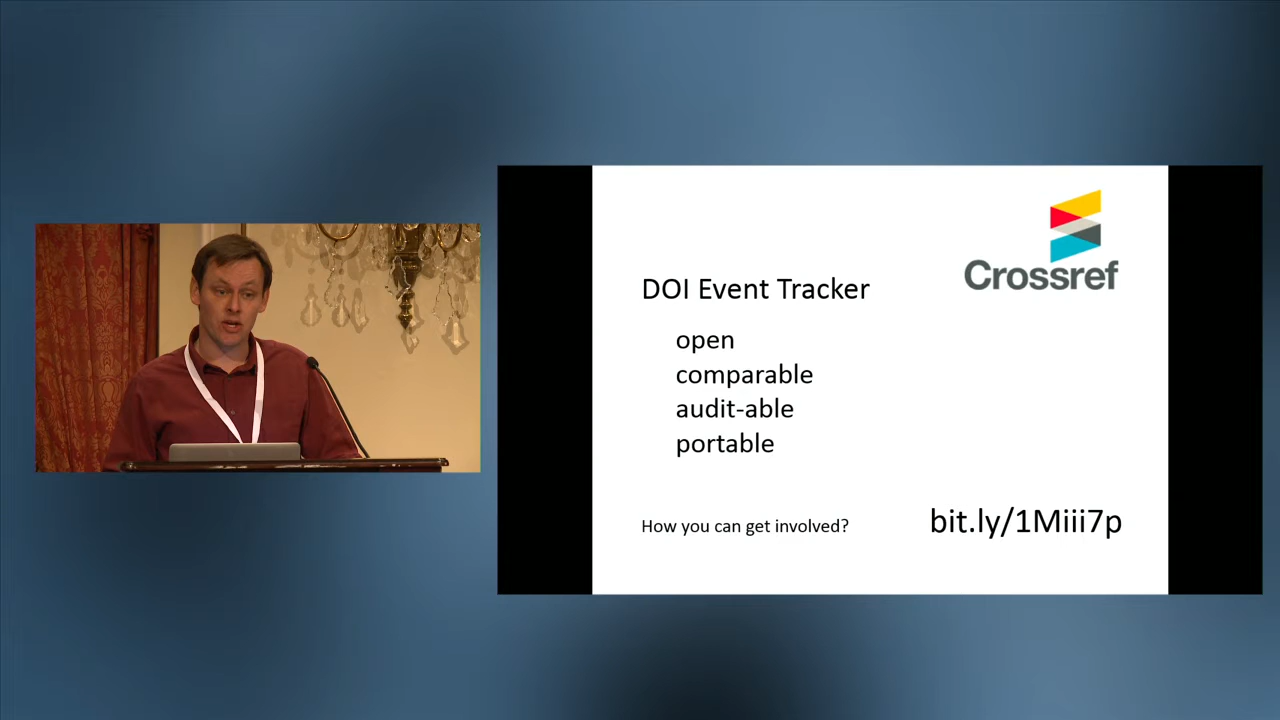 Crossref
DOI Event Tracker
open
comparable
audit-able
portable
How you can get involved?
bit.ly/1Miii7p